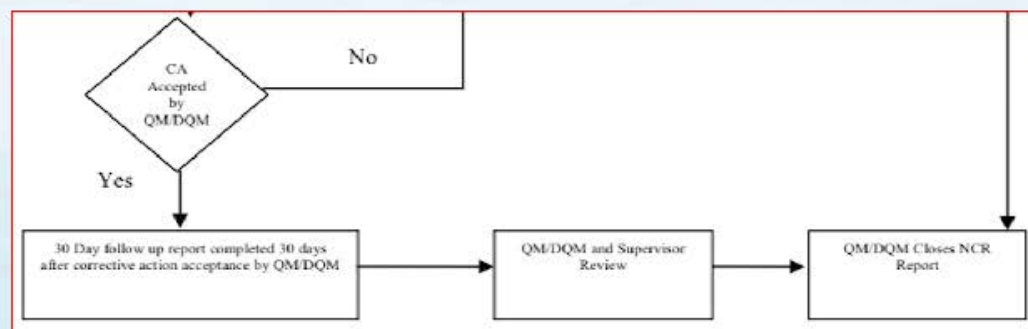 CA
Accepted
by
QM/DQM
No
Yes
30 Day follow up report completed 30 days
after corrective action acceptance by QM/DQM
QM/DQM and Supervisor
Review
QM/DQM Closes NCR
Report